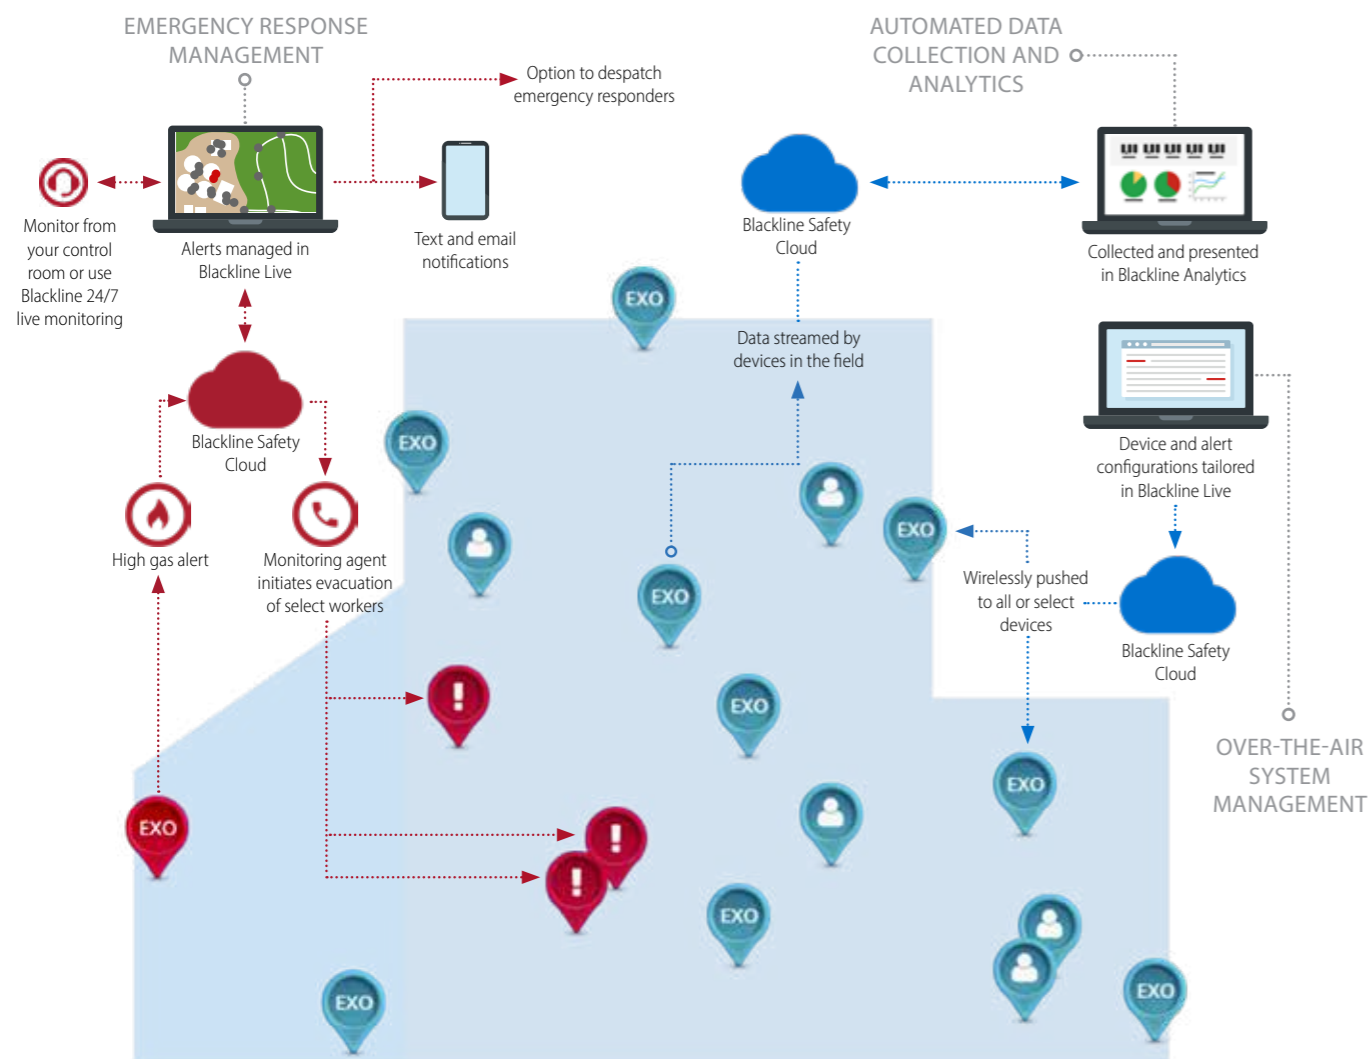 EMERGENCY RESPONSE
MANAGEMENT
AUTOMATED DATA
COLLECTION AND
ANALYTICS
Option to despatch
emergency responders
Monitor from
your control
room or use
Blackline 24/7
live monitoring
Alerts managed in
Blackline Live
Text and email
notifications
Blackline Safety
Cloud
Collected and presented
in Blackline Analytics
EXO
Data streamed by
devices in the field
Blackline Safety
Cloud
EXO
Device and alert
configurations tailored
in Blackline Live
High gas alert
Monitoring agent
initiates evacuation
of select workers
EXO
EXO
Wirelessly pushed
to all or select
devices
Blackline Safety
Cloud
EXO
OVER-THE-AIR
SYSTEM
MANAGEMENT
EXO
EXO
EXO
EXO
EXO